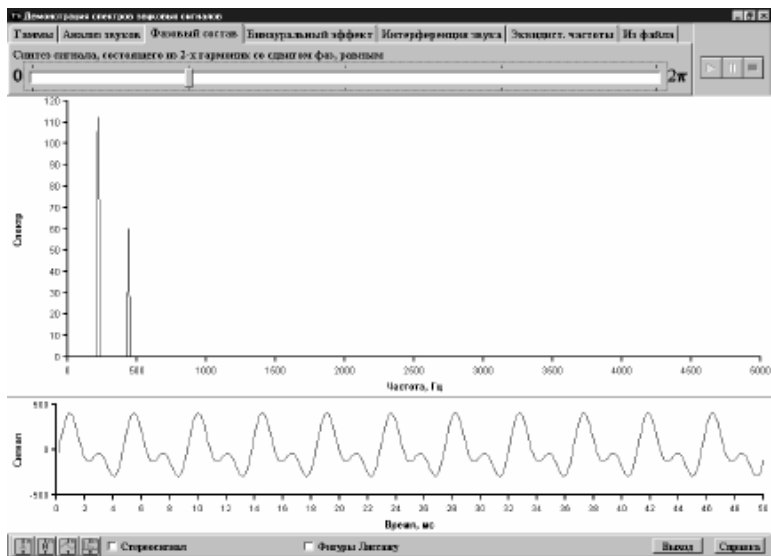 Демонстрация спектров звуковых сигналов
Гаммы Анализ звуков Фазовый состав Бинауральный эффект Интерференция звука Эквидист. частоты Из файла
Синтез сигнала, состоящего из 2-х гармоник со сдвигом фаз, равным
0 2π
120
110
100
90
80
70
60
50
40
30
20
10
0
Спектр
0 500 1000 1500 2000 2500 3000 3500 4000 4500 5000
Частота, Гц
500
0
-500
Сигнал
0 2 4 6 8 10 12 14 16 18 20 22 24 26 28 30 32 34 36 38 40 42 44 46 48 50
Время, мс
Стереосигнал Фигуры Лиссажу Выход Справка